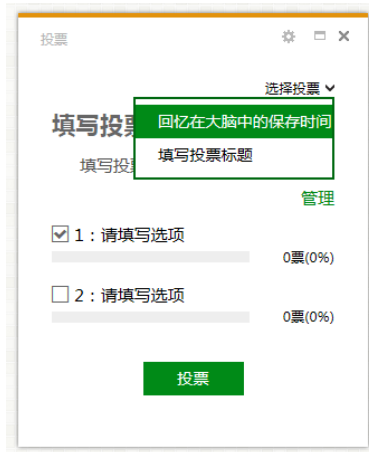 投票
选择投票
填写投票
回忆在大脑中的保存时间
填写投
填写投票标题
管理
1：请填写选项
0票(0%)
2：请填写选项
0票(0%)
投票